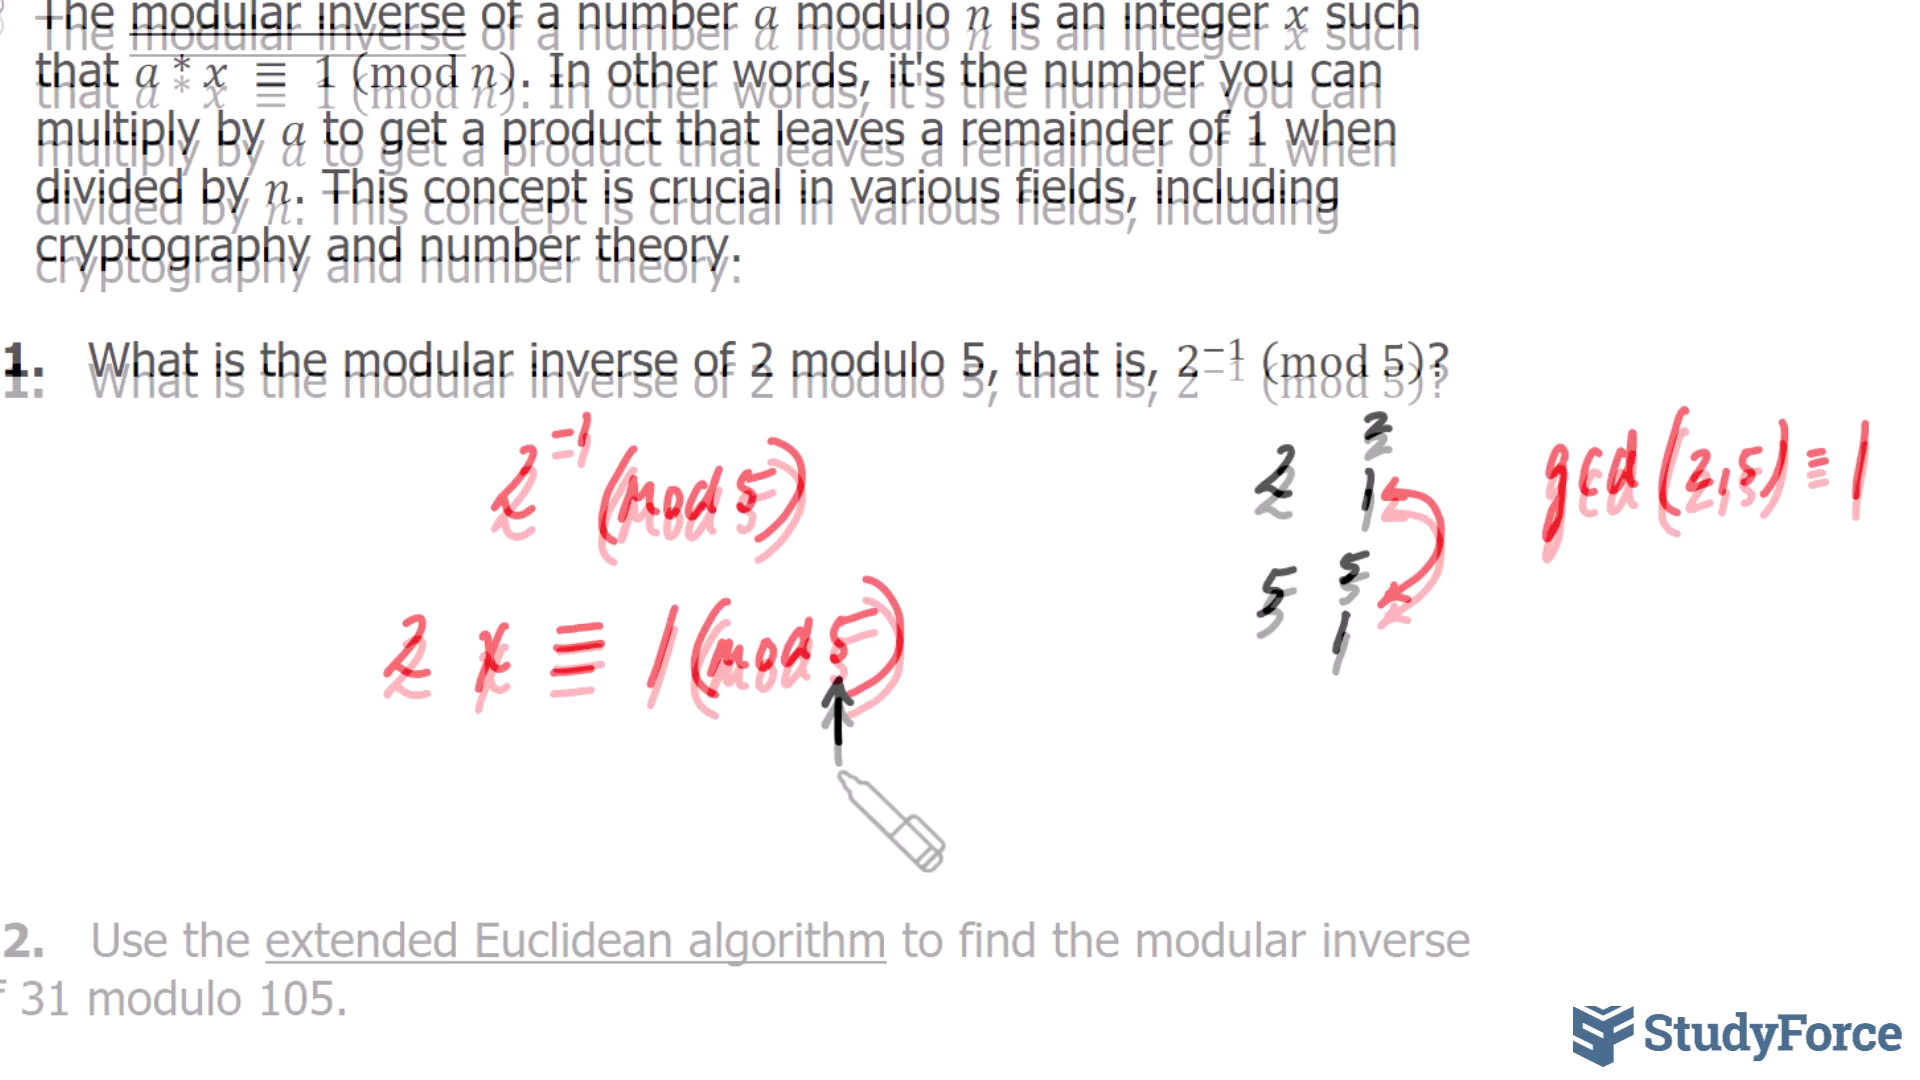 The modular inverse of a number a modulo n is an integer x such
that a * x ≡ 1 (mod n). In other words, it's the number you can
multiply by a to get a product that leaves a remainder of 1 when
divided by n. This concept is crucial in various fields, including
cryptography and number theory.
1. What is the modular inverse of 2 modulo 5, that is, 2⁻¹ (mod 5)?
2⁻¹ (mod 5)
2 x ≡ 1 (mod 5)
2 2
1
5 5
1
gcd (2,5) ≡ 1
2. Use the extended Euclidean algorithm to find the modular inverse
31 modulo 105.
StudyForce